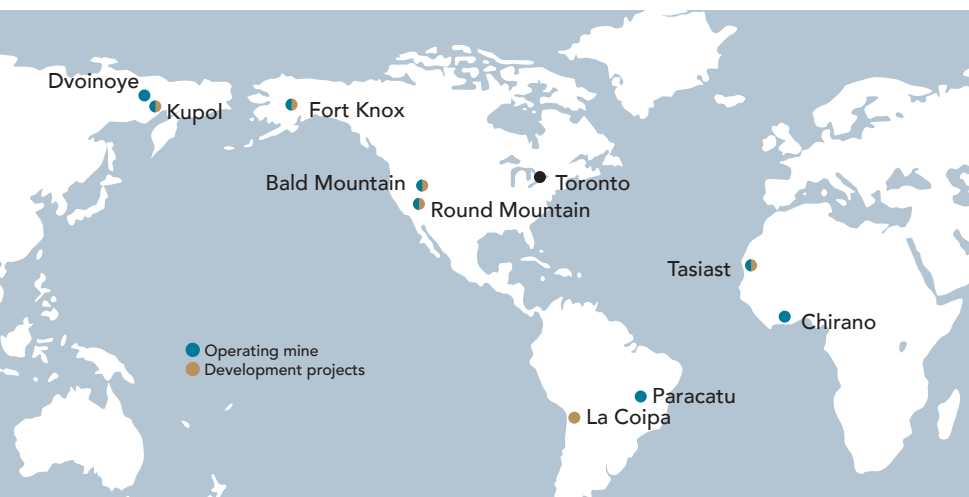 Dvoinoye
Kupol
Fort Knox
Bald Mountain
Toronto
Round Mountain
Tasiast
Chirano
Operating mine
Development projects
Paracatu
La Coipa